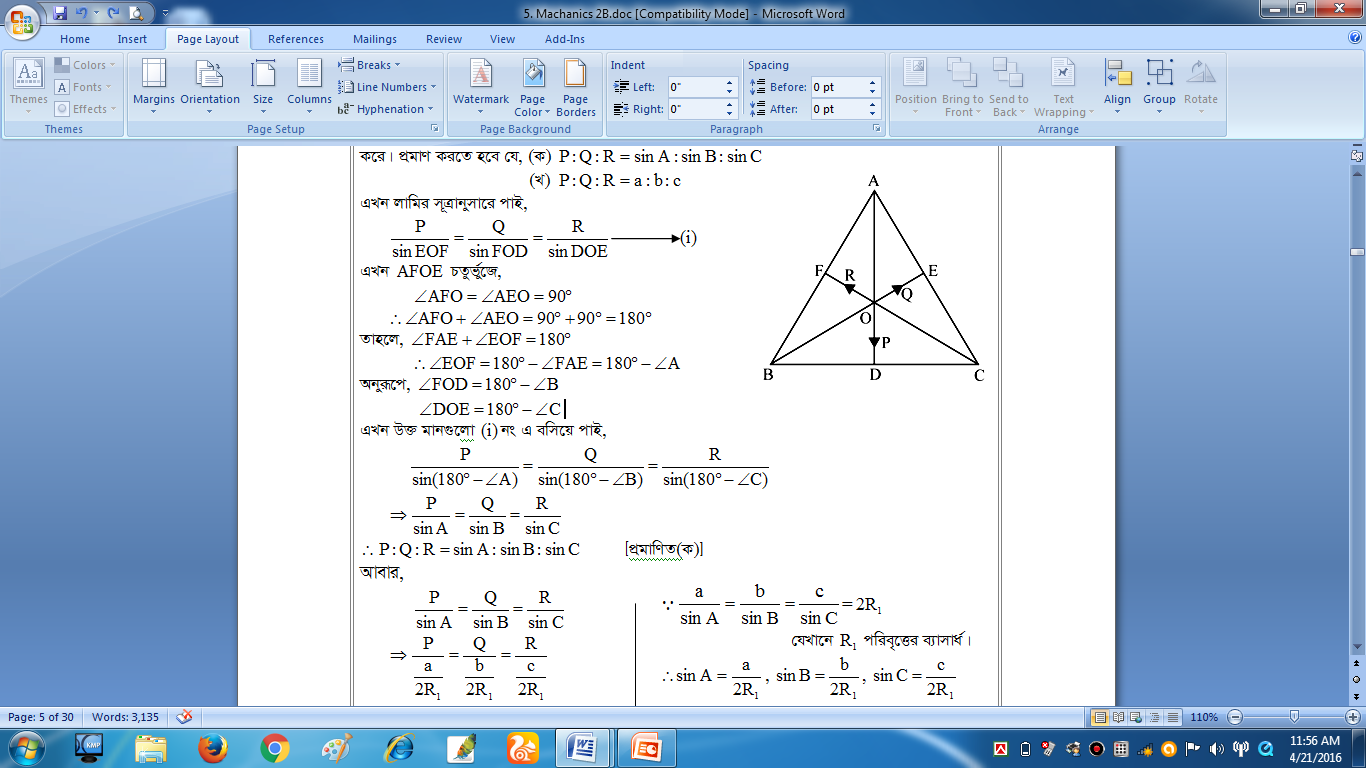 5. Machanics 2B.doc [Compatibility Mode] - Microsoft Word
Home Insert Page Layout References Mailings Review View Add-Ins
Themes
Colors
Fonts
Effects
Themes
Margins Orientation Size Columns
Breaks
Line Numbers
Hyphenation
Page Setup
Watermark Page Color Page Borders
Page Background
Indent Spacing
Left: 0" Before: 0 pt
Right: 0" After: 0 pt
Paragraph
Position Bring to Front Send to Back Text Wrapping Align Group Rotate
Arrange
করে। প্রমাণ করতে হবে যে, (ক) P : Q : R = sin A : sin B : sin C
(খ) P : Q : R = a : b : c
এখন লামির সূত্রানুসারে পাই,
P/sin EOF = Q/sin FOD = R/sin DOE ⟶ (i)
এখন AFOE চতুর্ভুজে,
∠AFO = ∠AEO = 90°
∴ ∠AFO + ∠AEO = 90° + 90° = 180°
তাহলে, ∠FAE + ∠EOF = 180°
∴ ∠EOF = 180° − ∠FAE = 180° − ∠A
অনুরূপে, ∠FOD = 180° − ∠B
∠DOE = 180° − ∠C
এখন উক্ত মানগুলো (i) নং এ বসিয়ে পাই,
P/sin(180° − ∠A) = Q/sin(180° − ∠B) = R/sin(180° − ∠C)
⇒ P/sin A = Q/sin B = R/sin C
∴ P : Q : R = sin A : sin B : sin C [প্রমাণিত(ক)]
আবার,
P/sin A = Q/sin B = R/sin C
⇒ P/(a/2R₁) = Q/(b/2R₁) = R/(c/2R₁)
∵ a/sin A = b/sin B = c/sin C = 2R₁
যেখানে R₁ পরিবৃত্তের ব্যাসার্ধ।
∴ sin A = a/2R₁ , sin B = b/2R₁ , sin C = c/2R₁
A
F R E
Q
O
P
B D C
Page: 5 of 30 Words: 3,135 110%
KMP
11:56 AM
4/21/2016